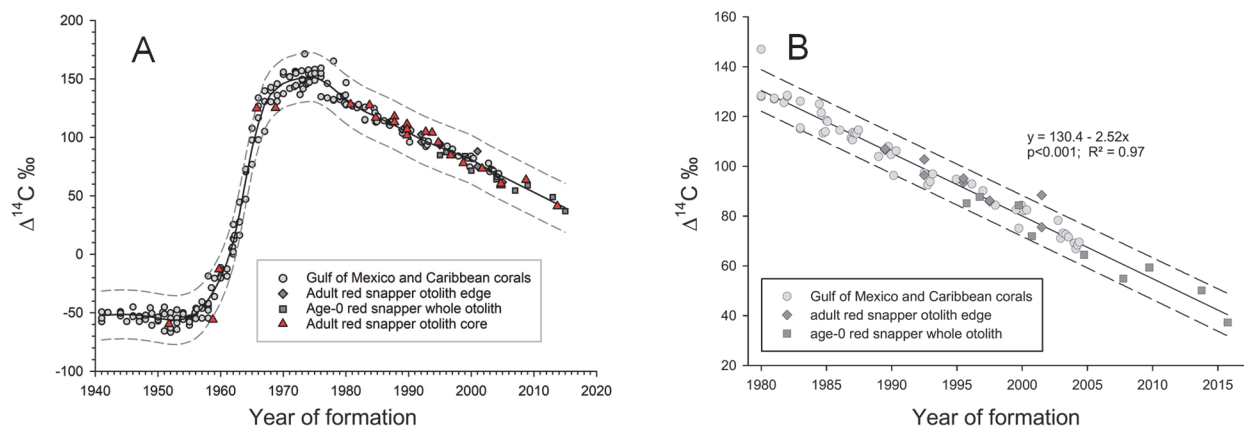 A
200
150
100
50
0
-50
-100
Δ14C ‰
1941 1950 1960 1970 1980 1990 2000 2010 2020
Year of formation
Gulf of Mexico and Caribbean corals
Adult red snapper otolith edge
Age-0 red snapper whole otolith
Adult red snapper otolith core
B
160
140
120
100
80
60
40
20
Δ14C ‰
y = 130.4 - 2.52x
p<0.001; R² = 0.97
Gulf of Mexico and Caribbean corals
adult red snapper otolith edge
age-0 red snapper whole otolith
1980 1985 1990 1995 2000 2005 2010 2015
Year of formation